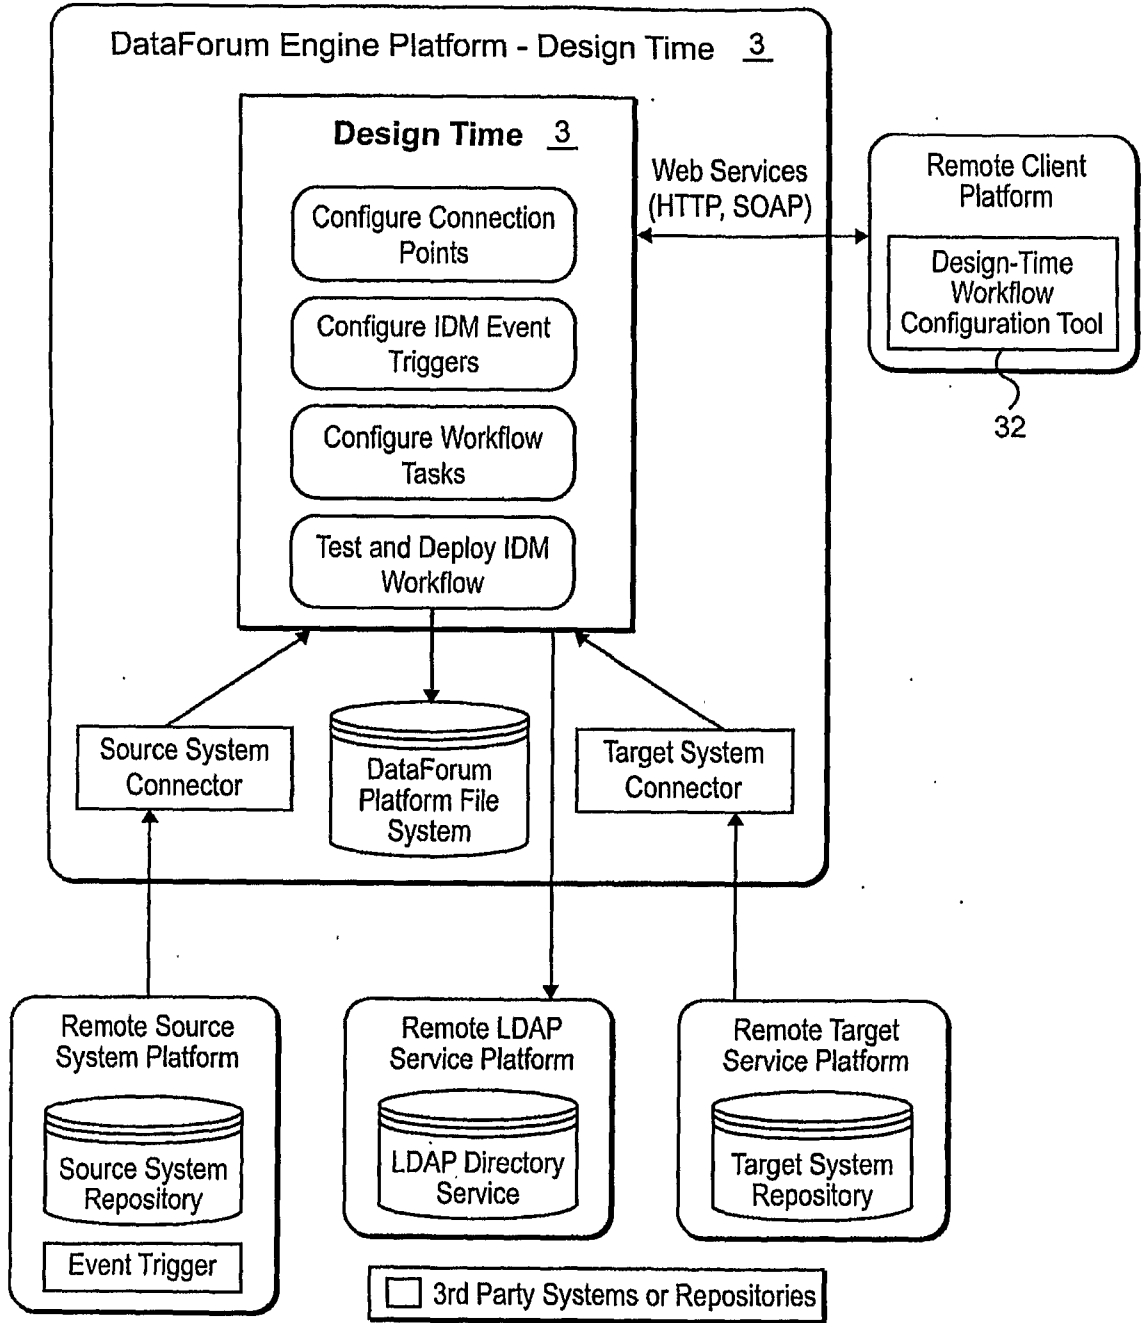 DataForum Engine Platform - Design Time 3
Design Time 3
Configure Connection
Points
Configure IDM Event
Triggers
Configure Workflow
Tasks
Test and Deploy IDM
Workflow
Web Services
(HTTP, SOAP)
Remote Client
Platform
Design-Time
Workflow
Configuration Tool
32
Source System
Connector
DataForum
Platform File
System
Target System
Connector
Remote Source
System Platform
Source System
Repository
Event Trigger
Remote LDAP
Service Platform
LDAP Directory
Service
Remote Target
Service Platform
Target System
Repository
3rd Party Systems or Repositories